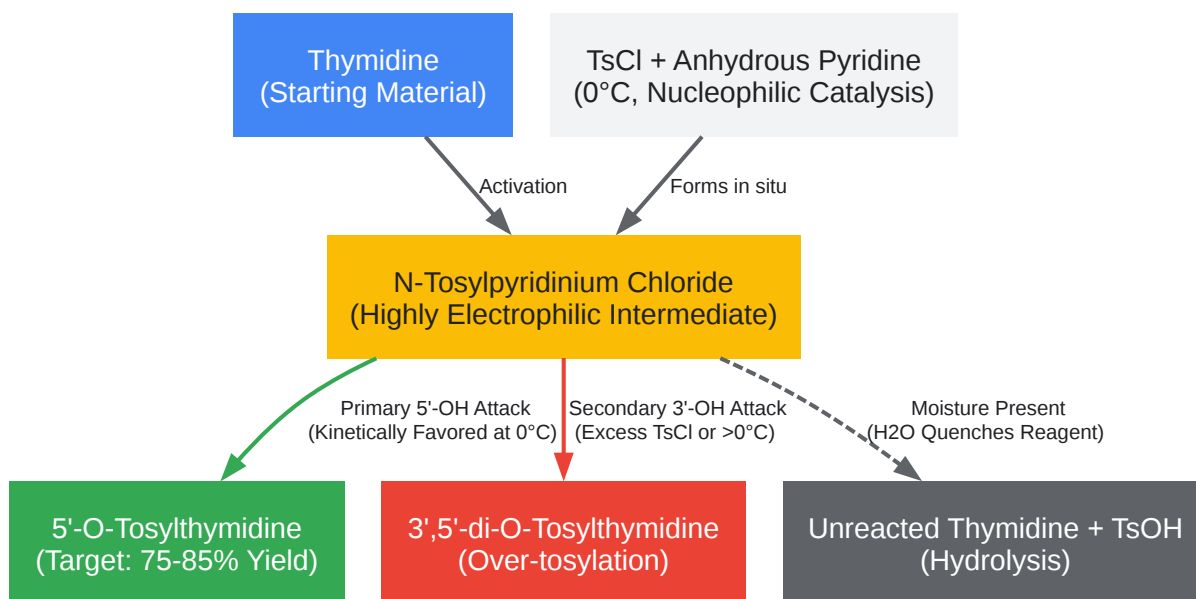 Thymidine
(Starting Material)
TsCl + Anhydrous Pyridine
(0°C, Nucleophilic Catalysis)
Activation
Forms in situ
N-Tosylpyridinium Chloride
(Highly Electrophilic Intermediate)
Primary 5'-OH Attack
(Kinetically Favored at 0°C)
Secondary 3'-OH Attack
(Excess TsCl or >0°C)
Moisture Present
(H2O Quenches Reagent)
5'-O-Tosylthymidine
(Target: 75-85% Yield)
3',5'-di-O-Tosylthymidine
(Over-tosylation)
Unreacted Thymidine + TsOH
(Hydrolysis)